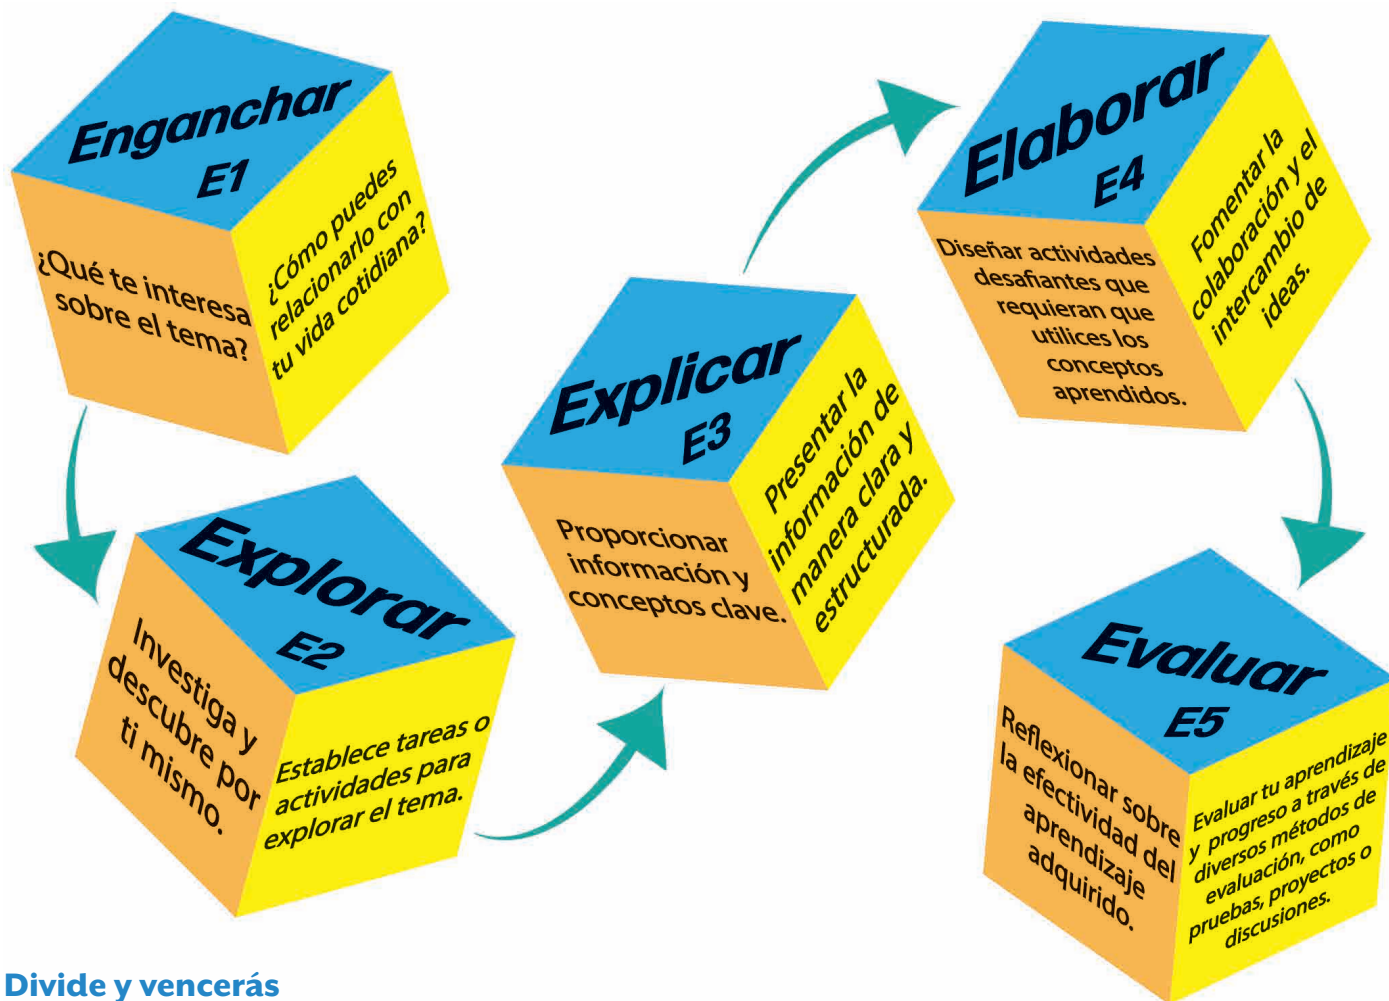 Enganchar
E1
¿Qué te interesa
sobre el tema?
¿Cómo puedes
relacionarlo con
tu vida cotidiana?
Explorar
E2
Investiga y
descubre por
ti mismo.
Establece tareas o
actividades para
explorar el tema.
Explicar
E3
Proporcionar
información y
conceptos clave.
Presentar la
información de
manera clara y
estructurada.
Elaborar
E4
Diseñar actividades
desafiantes que
requieran que
utilices los
conceptos
aprendidos.
Fomentar la
colaboración y el
intercambio de
ideas.
Evaluar
E5
Reflexionar sobre
la efectividad del
aprendizaje
adquirido.
Evaluar tu aprendizaje
y progreso a través de
diversos métodos de
evaluación, como
pruebas, proyectos o
discusiones.
Divide y vencerás